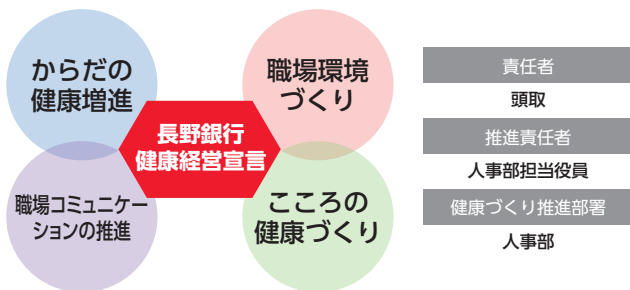 からだの
健康増進
職場環境
づくり
長野銀行
健康経営宣言
職場コミュニケー
ションの推進
こころの
健康づくり
責任者
頭取
推進責任者
人事部担当役員
健康づくり推進部署
人事部